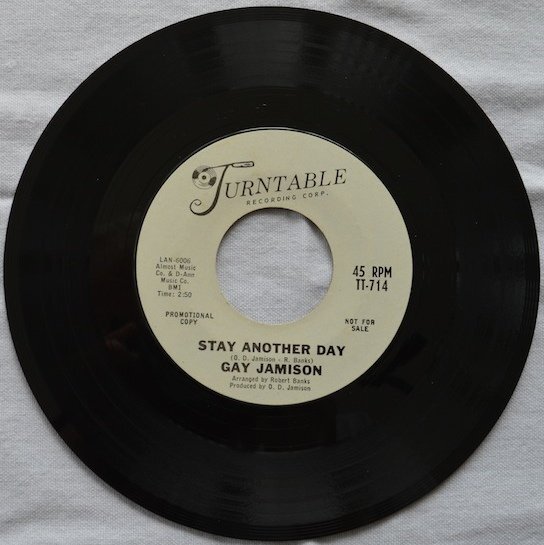 TURNTABLE
RECORDING CORP.
LAN-6006
Almost Music
Co. & D-Ann
Music Co.
BMI
Time: 2:50
45 RPM
TT-714
PROMOTIONAL
COPY
NOT FOR
SALE
STAY ANOTHER DAY
(D. D. Jamison - R. Banks)
GAY JAMISON
Arranged by Robert Banks
Produced by D. D. Jamison